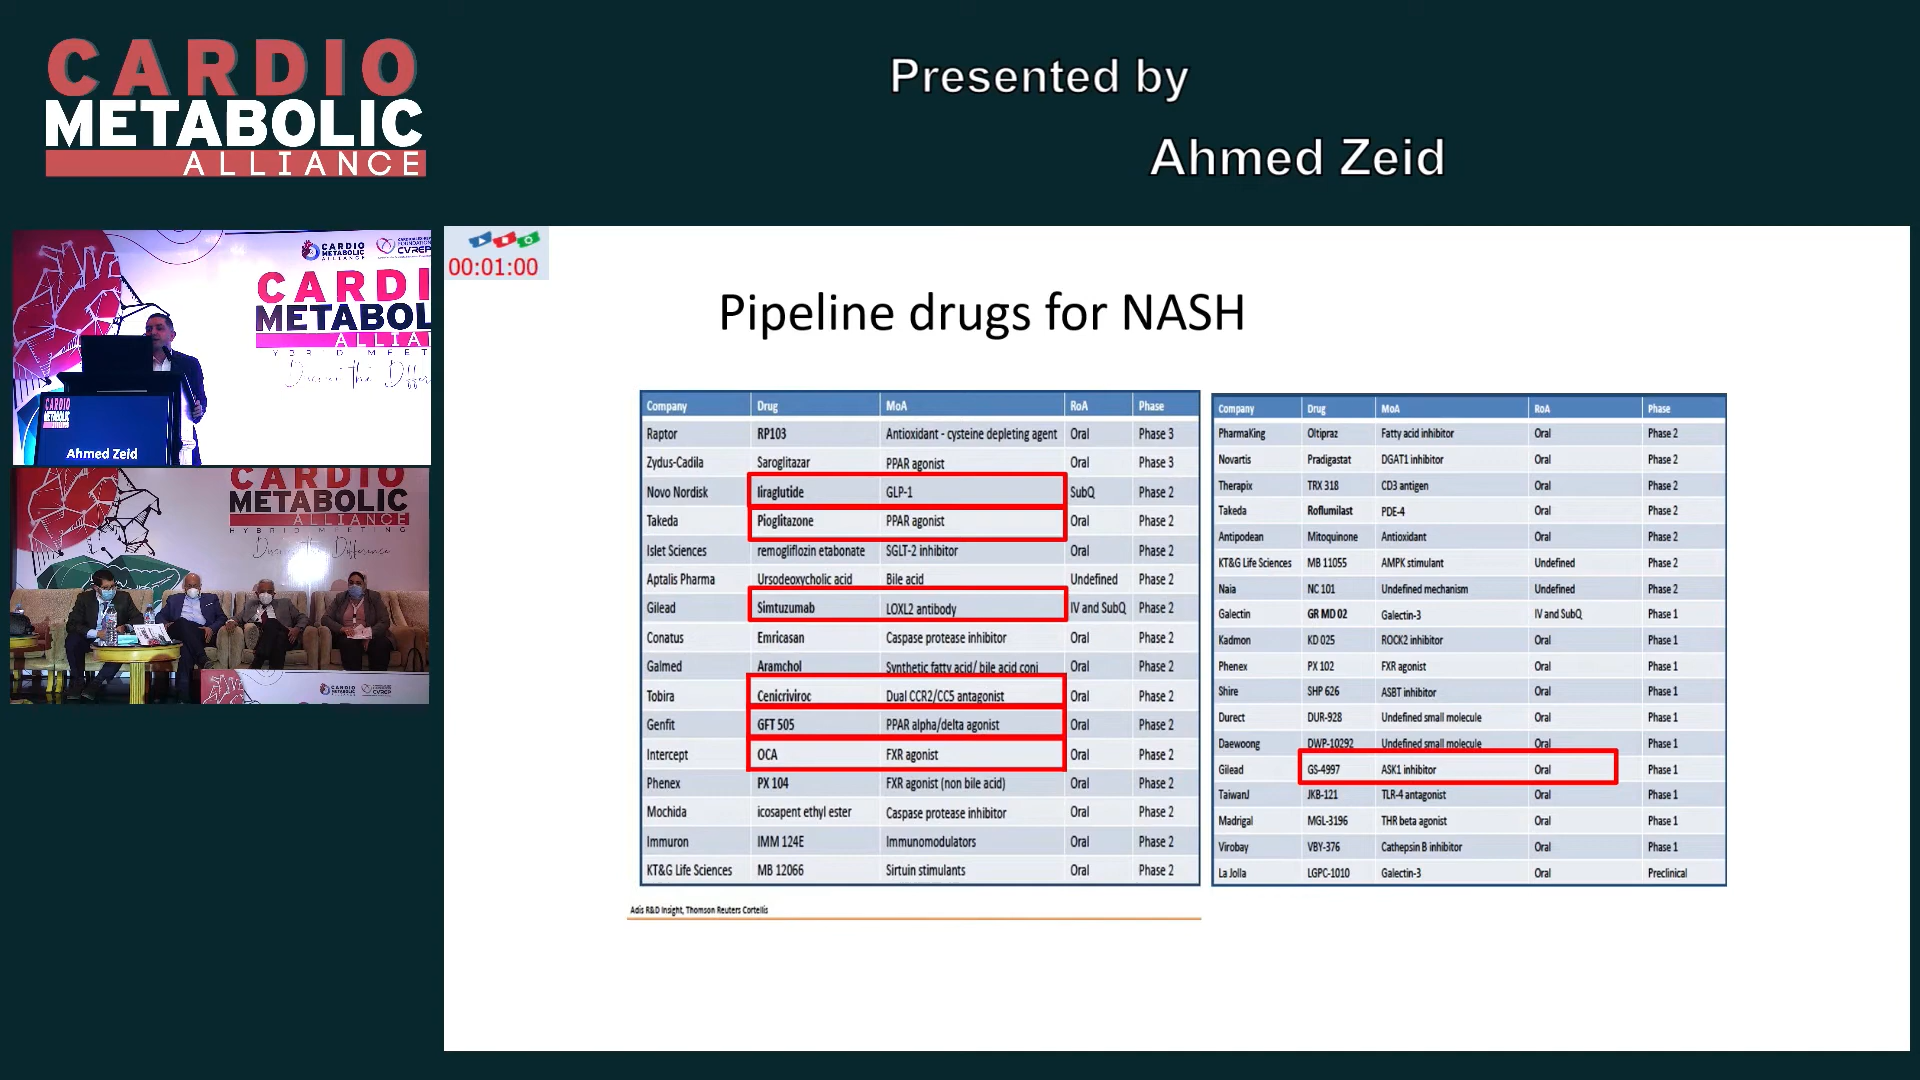 CARDIO
METABOLIC
ALLIANCE
Presented by
Ahmed Zeid
CARDIO
METABOLIC
ALLIANCE
CVREP
CARDI
METABOL
ALLIA
YBRID MEET
Discover The Diffe
CARDIO
METABOLIC
Ahmed Zeid
CARDIO
METABOLIC
ALLIANCE
HYBRID MEETING
Discover the Difference
00:01:00
Pipeline drugs for NASH
Company Drug MoA RoA Phase
Raptor RP103 Antioxidant - cysteine depleting agent Oral Phase 3
Zydus-Cadila Saroglitazar PPAR agonist Oral Phase 3
Novo Nordisk liraglutide GLP-1 SubQ Phase 2
Takeda Pioglitazone PPAR agonist Oral Phase 2
Islet Sciences remogliflozin etabonate SGLT-2 inhibitor Oral Phase 2
Aptalis Pharma Ursodeoxycholic acid Bile acid Undefined Phase 2
Gilead Simtuzumab LOXL2 antibody IV and SubQ Phase 2
Conatus Emricasan Caspase protease inhibitor Oral Phase 2
Galmed Aramchol Synthetic fatty acid/ bile acid conj Oral Phase 2
Tobira Cenicriviroc Dual CCR2/CC5 antagonist Oral Phase 2
Genfit GFT 505 PPAR alpha/delta agonist Oral Phase 2
Intercept OCA FXR agonist Oral Phase 2
Phenex PX 104 FXR agonist (non bile acid) Oral Phase 2
Mochida icosapent ethyl ester Caspase protease inhibitor Oral Phase 2
Immuron IMM 124E Immunomodulators Oral Phase 2
KT&G Life Sciences MB 12066 Sirtuin stimulants Oral Phase 2
Adis R&D Insight, Thomson Reuters Cortellis
Company Drug MoA RoA Phase
PharmaKing Oltipraz Fatty acid inhibitor Oral Phase 2
Novartis Pradigastat DGAT1 inhibitor Oral Phase 2
Therapix TRX 318 CD3 antigen Oral Phase 2
Takeda Roflumilast PDE-4 Oral Phase 2
Antipodean Mitoquinone Antioxidant Oral Phase 2
KT&G Life Sciences MB 11055 AMPK stimulant Undefined Phase 2
Naia NC 101 Undefined mechanism Undefined Phase 2
Galectin GR MD 02 Galectin-3 IV and SubQ Phase 1
Kadmon KD 025 ROCK2 inhibitor Oral Phase 1
Phenex PX 102 FXR agonist Oral Phase 1
Shire SHP 626 ASBT inhibitor Oral Phase 1
Durect DUR-928 Undefined small molecule Oral Phase 1
Daewoong DWP-10292 Undefined small molecule Oral Phase 1
Gilead GS-4997 ASK1 inhibitor Oral Phase 1
TaiwanJ JKB-121 TLR-4 antagonist Oral Phase 1
Madrigal MGL-3196 THR beta agonist Oral Phase 1
Virobay VBY-376 Cathepsin B inhibitor Oral Phase 1
La Jolla LGPC-1010 Galectin-3 Oral Preclinical